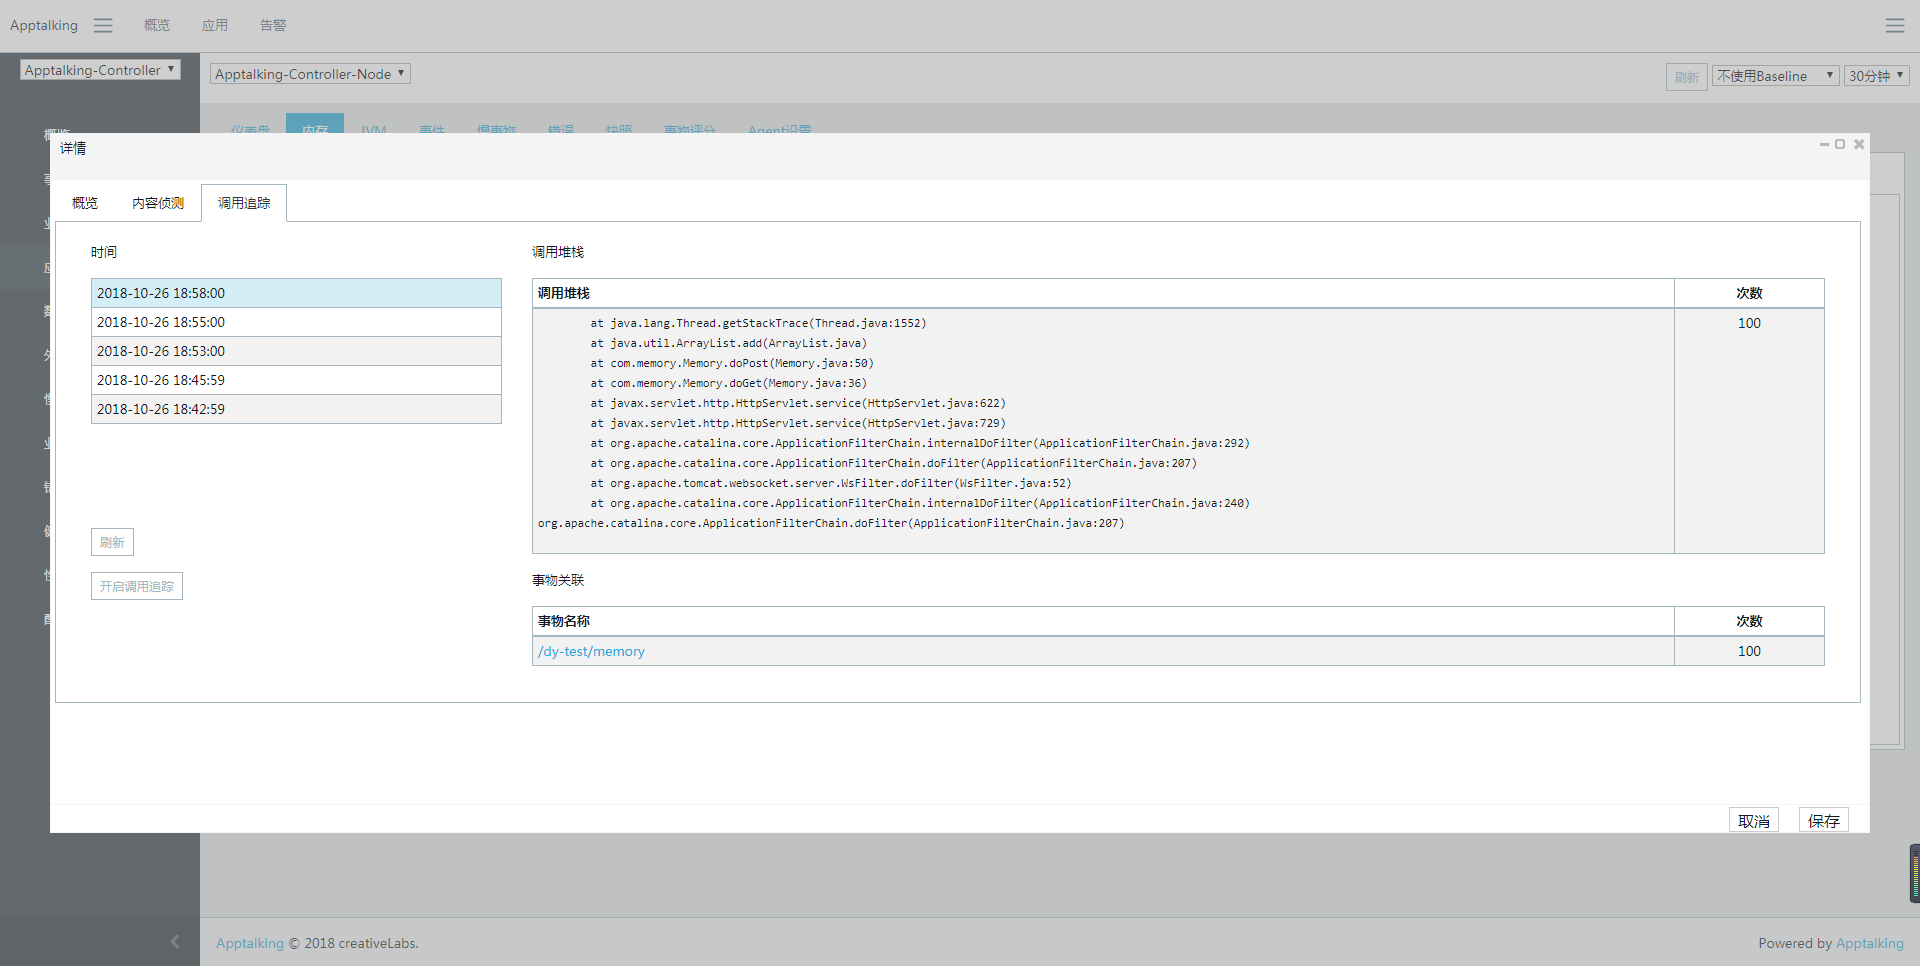 Apptalking 概览 应用 告警
Apptalking-Controller
Apptalking-Controller-Node
刷新 不使用Baseline 30分钟
仪表盘 内存 JVM 事件 慢事物 错误 快照 事物评分 Agent设置
概览
详情
概览 内容侦测 调用追踪
时间
2018-10-26 18:58:00
2018-10-26 18:55:00
2018-10-26 18:53:00
2018-10-26 18:45:59
2018-10-26 18:42:59
刷新
开启调用追踪
调用堆栈
调用堆栈 次数
at java.lang.Thread.getStackTrace(Thread.java:1552) 100
at java.util.ArrayList.add(ArrayList.java)
at com.memory.Memory.doPost(Memory.java:50)
at com.memory.Memory.doGet(Memory.java:36)
at javax.servlet.http.HttpServlet.service(HttpServlet.java:622)
at javax.servlet.http.HttpServlet.service(HttpServlet.java:729)
at org.apache.catalina.core.ApplicationFilterChain.internalDoFilter(ApplicationFilterChain.java:292)
at org.apache.catalina.core.ApplicationFilterChain.doFilter(ApplicationFilterChain.java:207)
at org.apache.tomcat.websocket.server.WsFilter.doFilter(WsFilter.java:52)
at org.apache.catalina.core.ApplicationFilterChain.internalDoFilter(ApplicationFilterChain.java:240)
org.apache.catalina.core.ApplicationFilterChain.doFilter(ApplicationFilterChain.java:207)
事物关联
事物名称 次数
/dy-test/memory 100
取消 保存
Apptalking © 2018 creativeLabs.
Powered by Apptalking